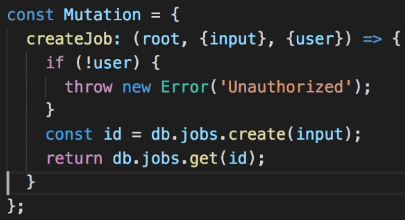 const Mutation = {
  createJob: (root, {input}, {user}) => {
    if (!user) {
      throw new Error('Unauthorized');
    }
    const id = db.jobs.create(input);
    return db.jobs.get(id);
  }
};